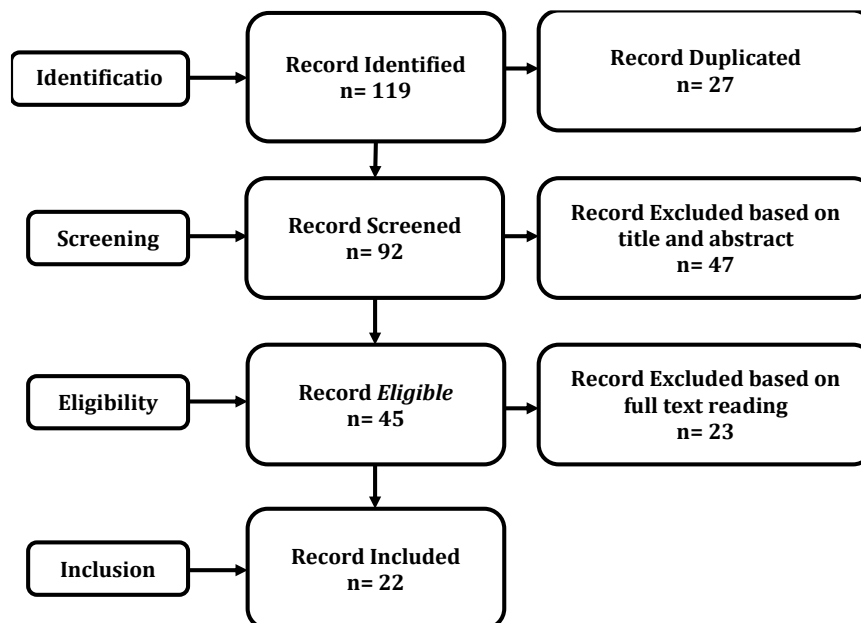 Identificatio
Record Identified
n= 119
Record Duplicated
n= 27
Screening
Record Screened
n= 92
Record Excluded based on
title and abstract
n= 47
Eligibility
Record Eligible
n= 45
Record Excluded based on
full text reading
n= 23
Inclusion
Record Included
n= 22